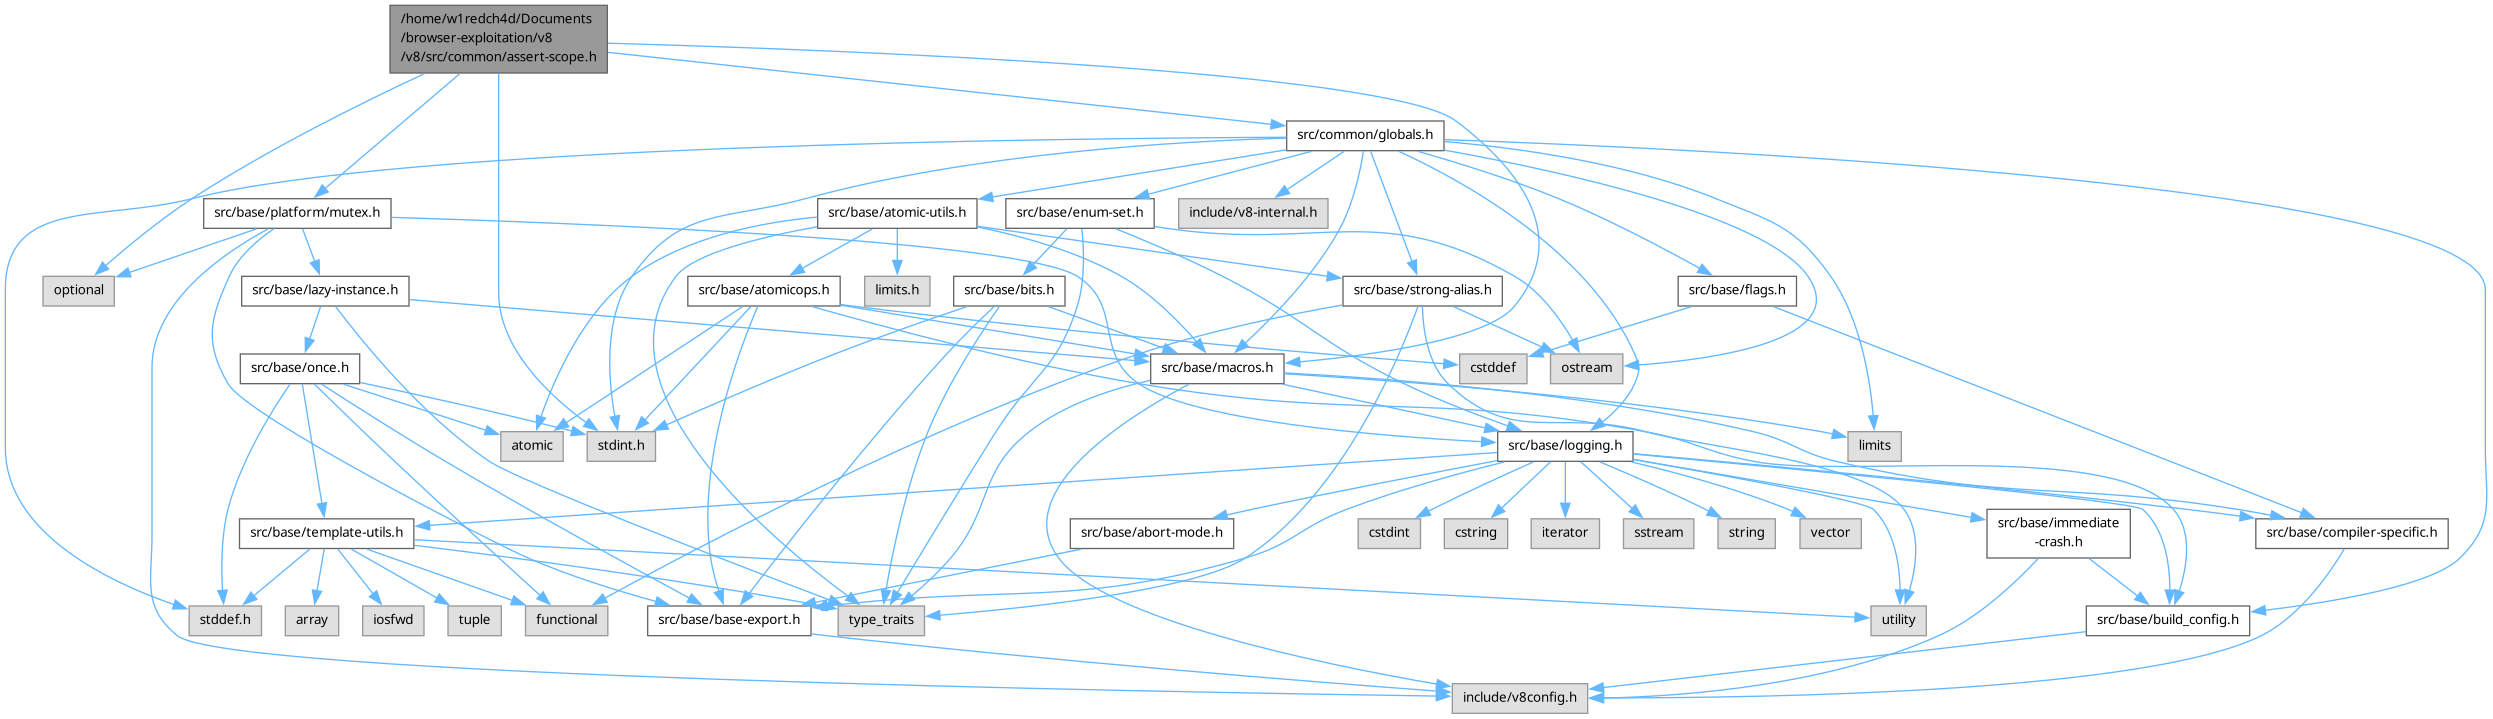 /home/w1redch4d/Documents
/browser-exploitation/v8
/v8/src/common/assert-scope.h
src/common/globals.h
src/base/platform/mutex.h
src/base/atomic-utils.h
src/base/enum-set.h
include/v8-internal.h
optional
src/base/lazy-instance.h
src/base/atomicops.h
limits.h
src/base/bits.h
src/base/strong-alias.h
src/base/flags.h
src/base/once.h
src/base/macros.h
cstddef
ostream
atomic
stdint.h
src/base/logging.h
limits
src/base/template-utils.h
src/base/abort-mode.h
cstdint
cstring
iterator
sstream
string
vector
src/base/immediate
-crash.h
src/base/compiler-specific.h
stddef.h
array
iosfwd
tuple
functional
src/base/base-export.h
type_traits
utility
src/base/build_config.h
include/v8config.h